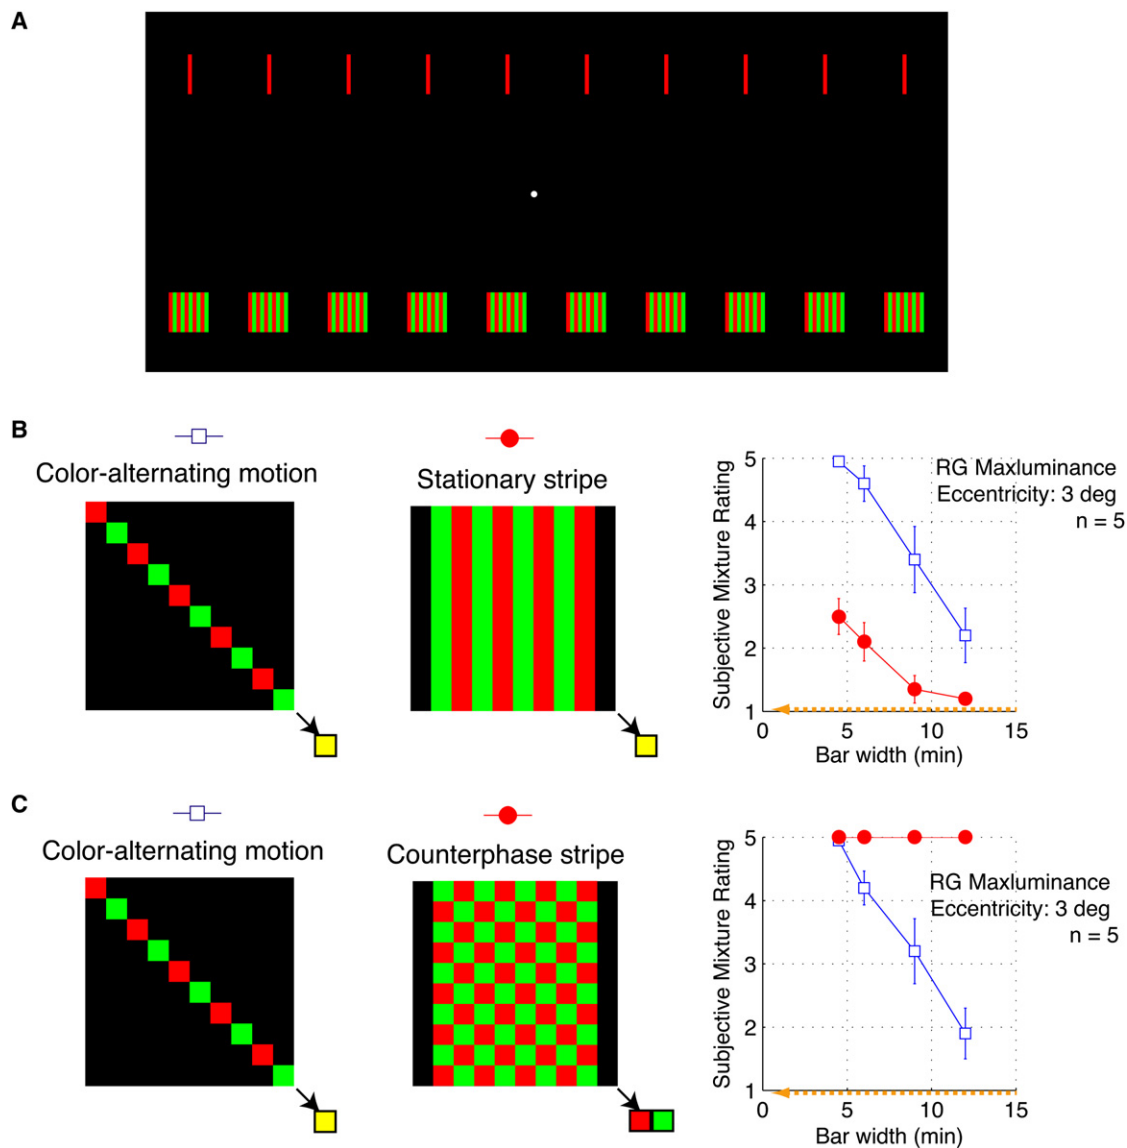 A
B
Color-alternating motion
Stationary stripe
Subjective Mixture Rating
5
4
3
2
1
0
5
10
15
Bar width (min)
RG Maxluminance
Eccentricity: 3 deg
n = 5
C
Color-alternating motion
Counterphase stripe
Subjective Mixture Rating
5
4
3
2
1
0
5
10
15
Bar width (min)
RG Maxluminance
Eccentricity: 3 deg
n = 5